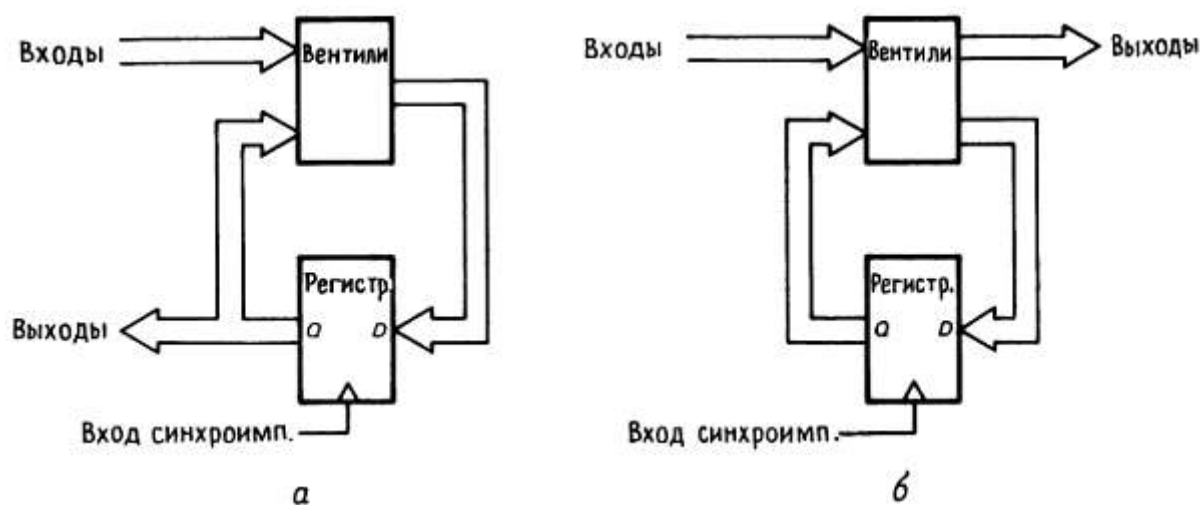 Входы
Вентили
Регистр.
Q D
Выходы
Вход синхроимп.
а
Входы
Вентили
Выходы
Регистр.
Q D
Вход синхроимп.
б